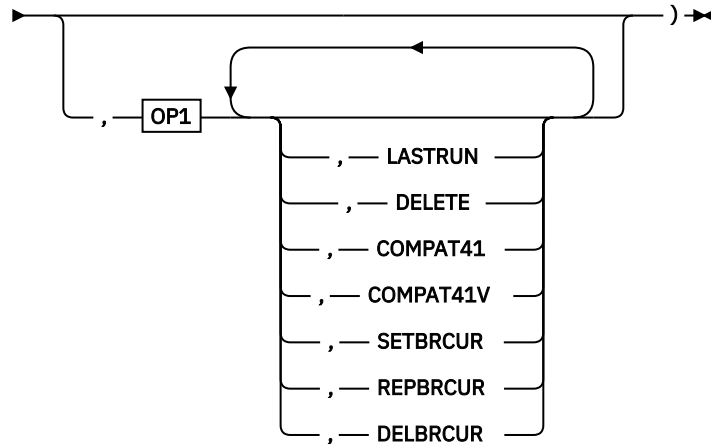 )
, OP1
, LASTRUN
, DELETE
, COMPAT41
, COMPAT41V
, SETBRCUR
, REPBRCUR
, DELBRCUR